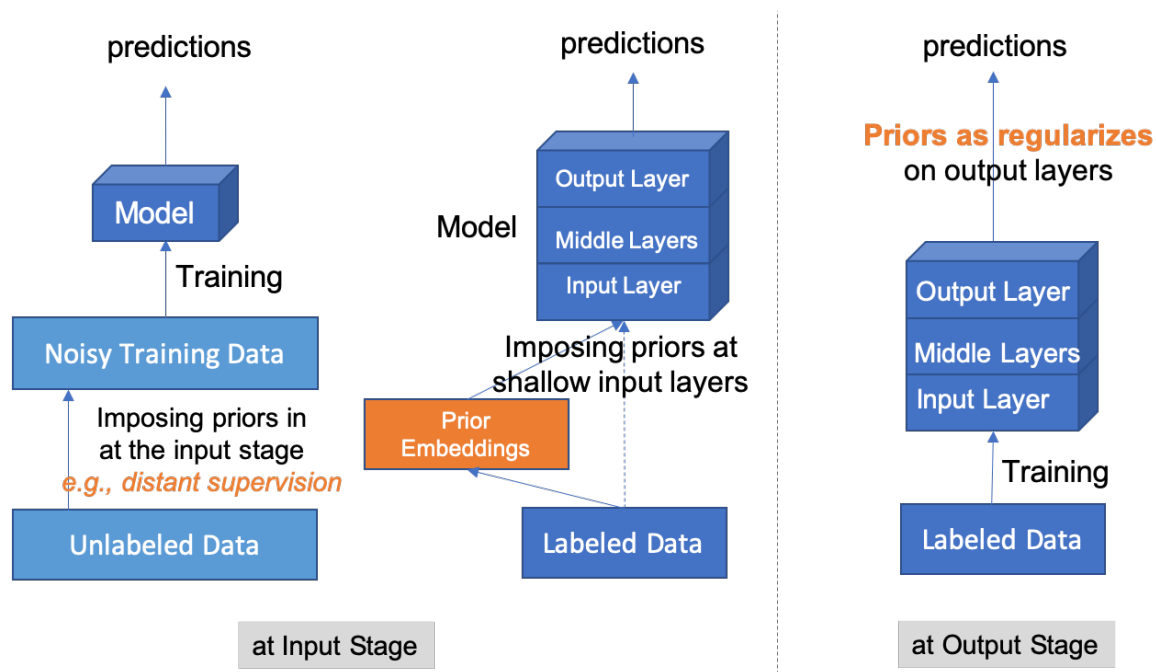 predictions
Model
Training
Noisy Training Data
Imposing priors in
at the input stage
e.g., distant supervision
Unlabeled Data
predictions
Output Layer
Model
Middle Layers
Input Layer
Imposing priors at
shallow input layers
Prior
Embeddings
Labeled Data
at Input Stage
predictions
Priors as regularizes
on output layers
Output Layer
Middle Layers
Input Layer
Training
Labeled Data
at Output Stage